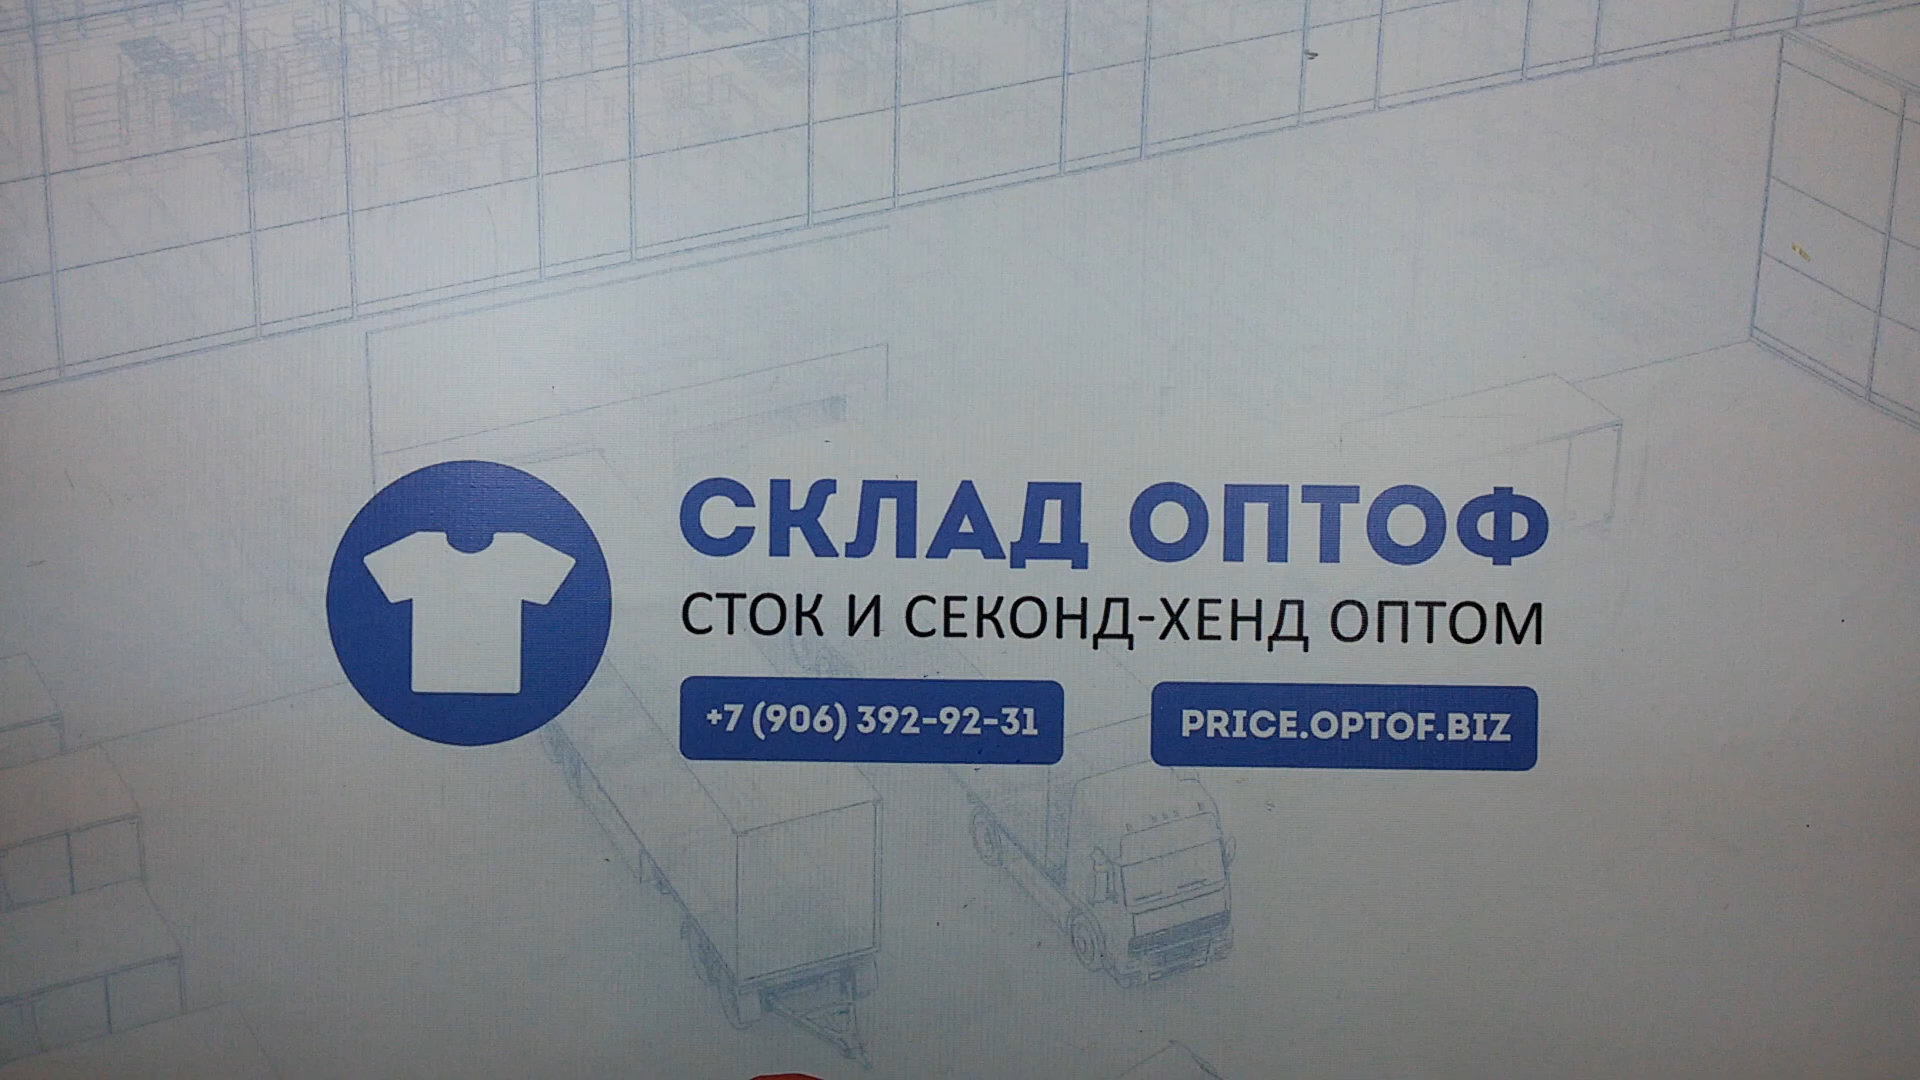 СКЛАД ОПТОФ
СТОК И СЕКОНД-ХЕНД ОПТОМ
+7 (906) 392-92-31
PRICE.OPTOF.BIZ